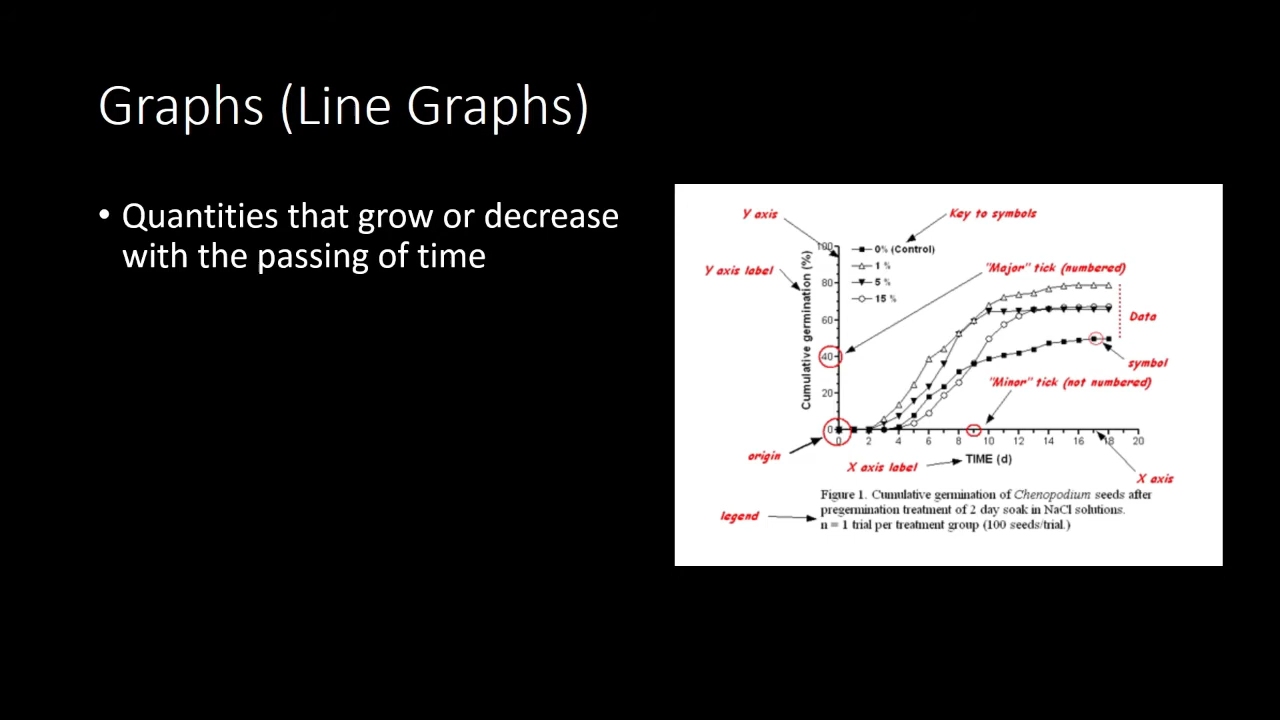 Graphs (Line Graphs)
• Quantities that grow or decrease
with the passing of time
Y axis
Key to symbols
Y axis label
"Major" tick (numbered)
0% (Control)
1 %
5 %
15 %
Cumulative germination (%)
100
80
60
40
20
0
Data
symbol
"Minor" tick (not numbered)
0 2 4 6 8 10 12 14 16 18 20
origin
X axis label
TIME (d)
X axis
legend
Figure 1. Cumulative germination of Chenopodium seeds after
pregermination treatment of 2 day soak in NaCl solutions.
n = 1 trial per treatment group (100 seeds/trial.)